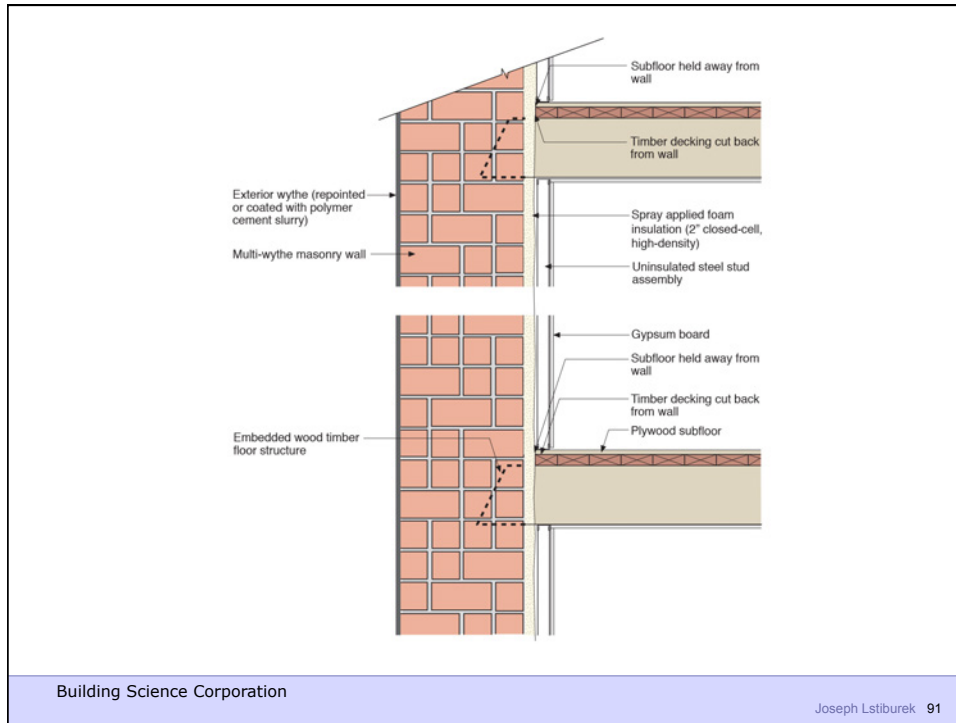 Subfloor held away from
wall
Timber decking cut back
from wall
Exterior wythe (repointed
or coated with polymer
cement slurry)
Spray applied foam
insulation (2" closed-cell,
high-density)
Multi-wythe masonry wall
Uninsulated steel stud
assembly
Gypsum board
Subfloor held away from
wall
Timber decking cut back
from wall
Plywood subfloor
Embedded wood timber
floor structure
Building Science Corporation
Joseph Lstiburek 91